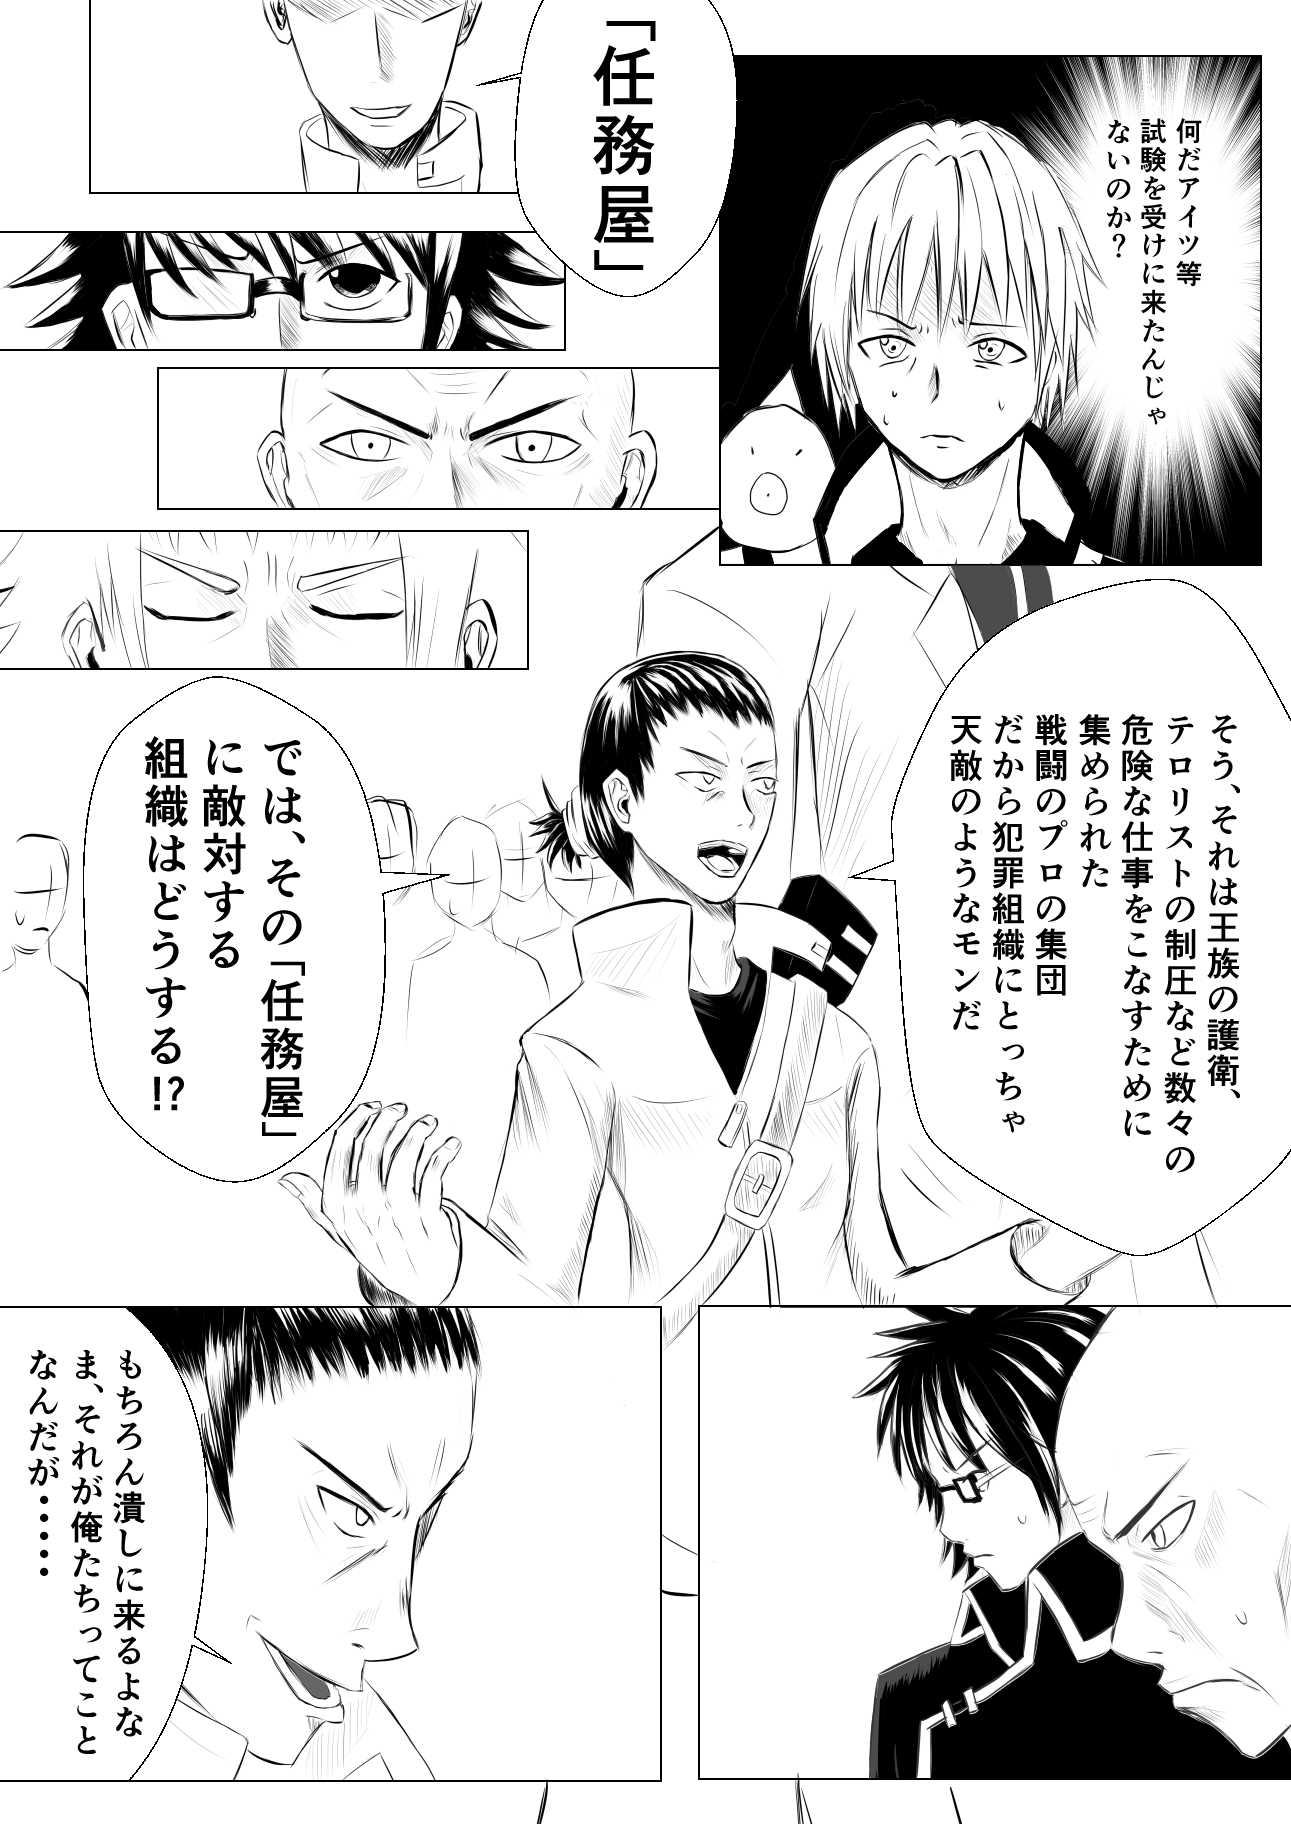 何だアイツ等
試験を受けに来たんじゃ
ないのか?
「任務屋」
そう、それは王族の護衛、
テロリストの制圧など数々の
危険な仕事をこなすために
集められた
戦闘のプロの集団
だから犯罪組織にとっちゃ
天敵のようなモンだ
では、その「任務屋」
に敵対する
組織はどうする!?
もちろん潰しに来るよな
ま、それが俺たちってこと
なんだが・・・・・